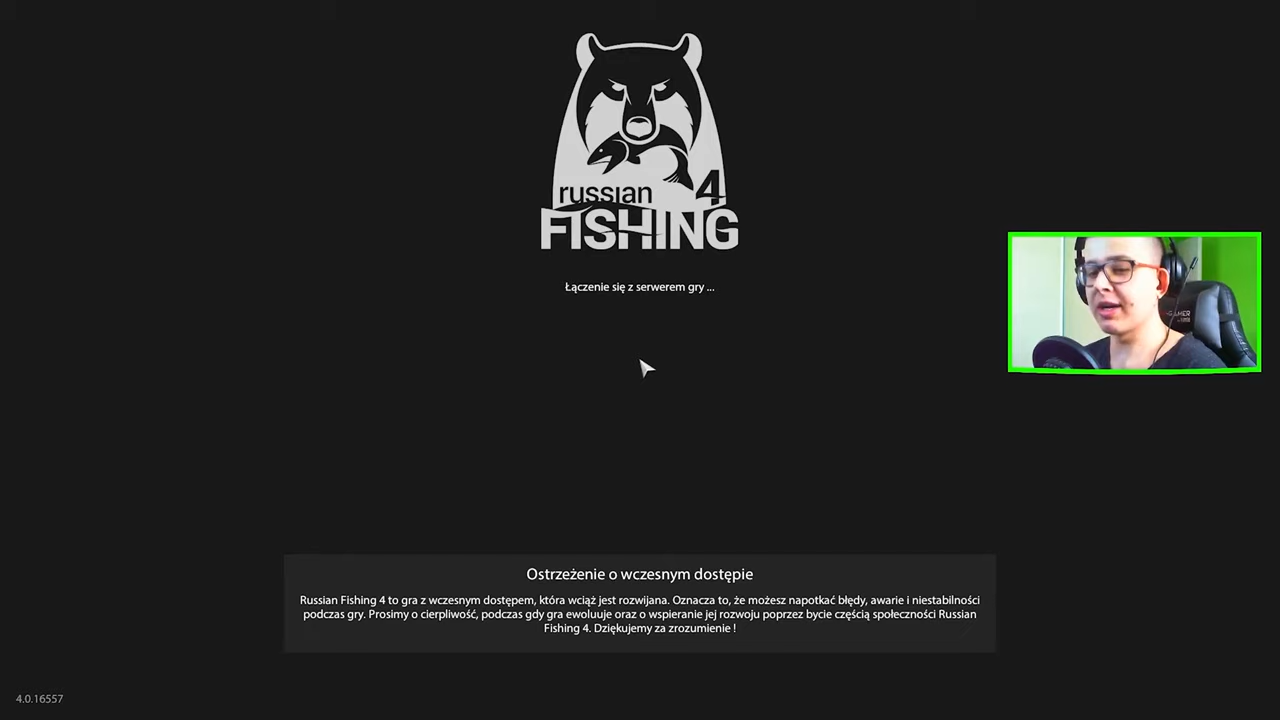 russian 4
FISHING
Łączenie się z serwerem gry ...
GAMER
Ostrzeżenie o wczesnym dostępie
Russian Fishing 4 to gra z wczesnym dostępem, która wciąż jest rozwijana. Oznacza to, że możesz napotkać błędy, awarie i niestabilności
podczas gry. Prosimy o cierpliwość, podczas gdy gra ewoluuje oraz o wspieranie jej rozwoju poprzez bycie częścią społeczności Russian
Fishing 4. Dziękujemy za zrozumienie !
4.0.16557